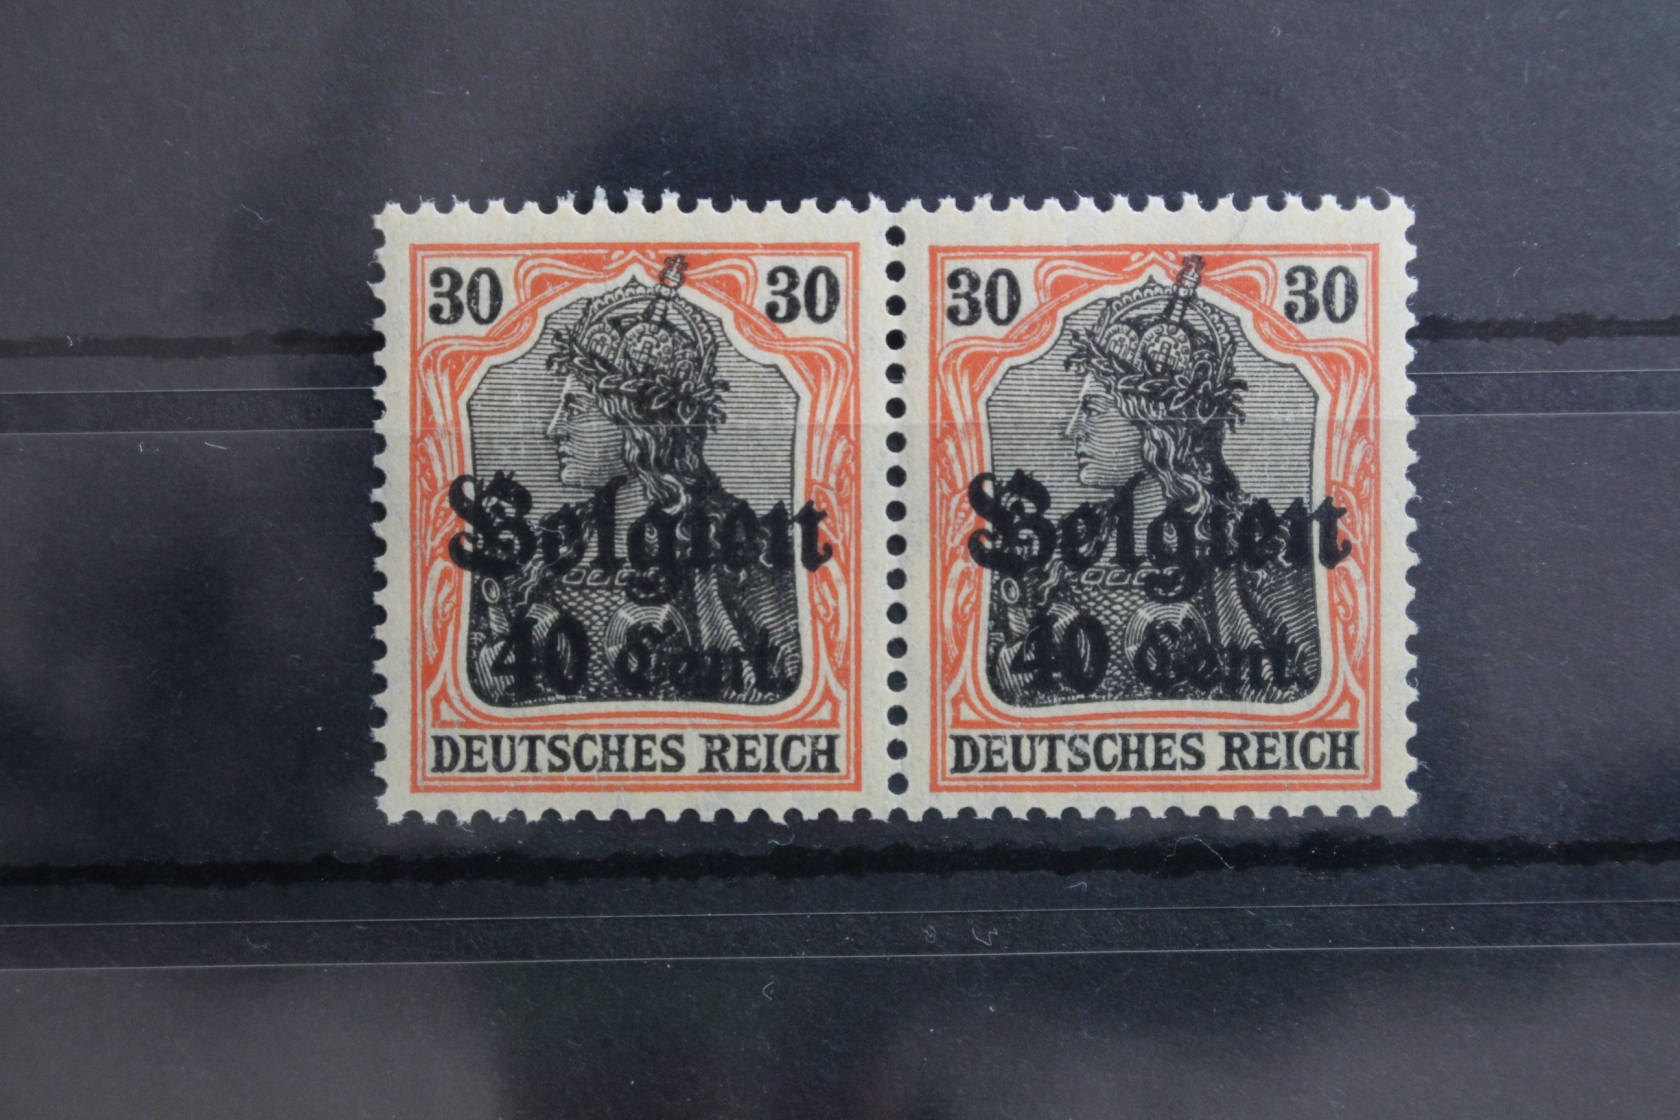 30 30
Belgien
40 Cent.
DEUTSCHES REICH
30 30
Belgien
40 Cent.
DEUTSCHES REICH